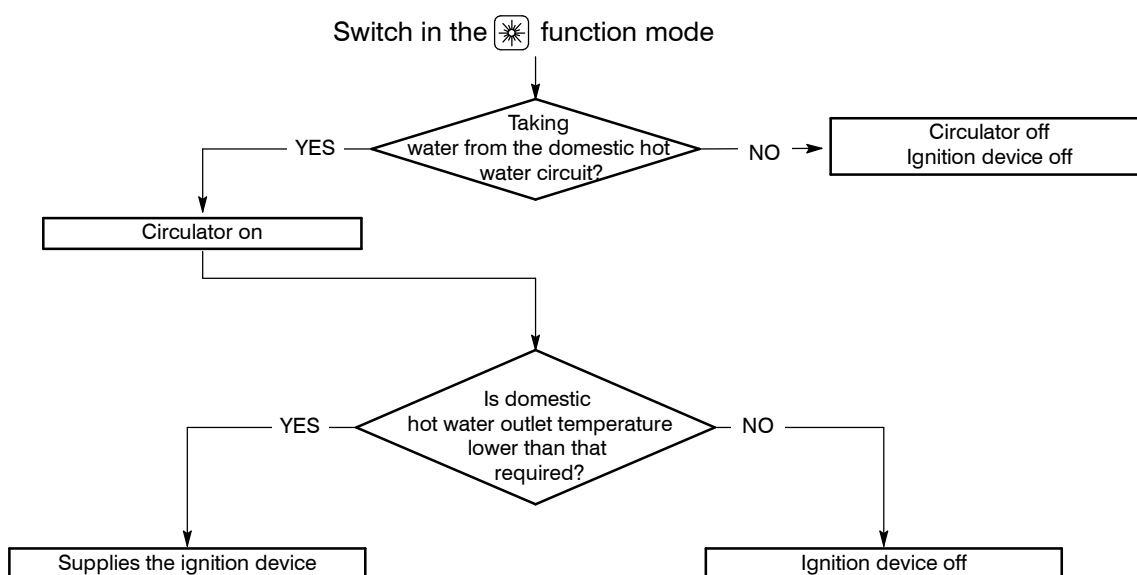 Switch in the function mode
Taking
water from the domestic hot
water circuit?
YES
NO
Circulator off
Ignition device off
Circulator on
Is domestic
hot water outlet temperature
lower than that
required?
YES
NO
Supplies the ignition device
Ignition device off